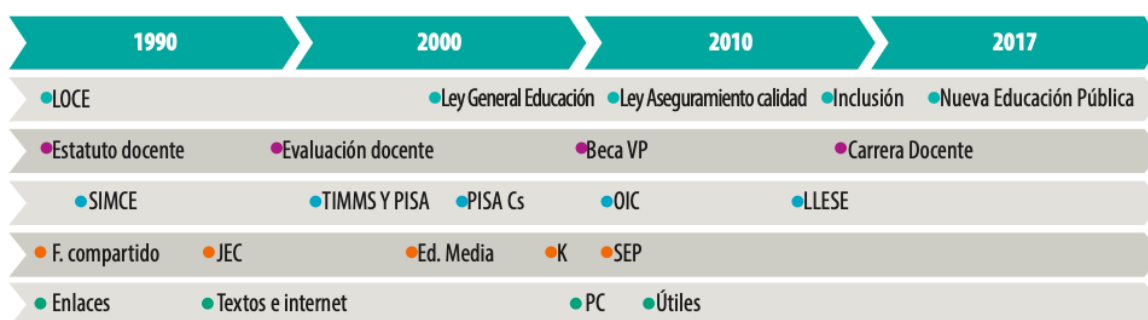 1990 2000 2010 2017
LOCE Ley General Educación Ley Aseguramiento calidad Inclusión Nueva Educación Pública
Estatuto docente Evaluación docente Beca VP Carrera Docente
SIMCE TIMMS Y PISA PISA Cs OIC LLESE
F. compartido JEC Ed. Media K SEP
Enlaces Textos e internet PC Útiles